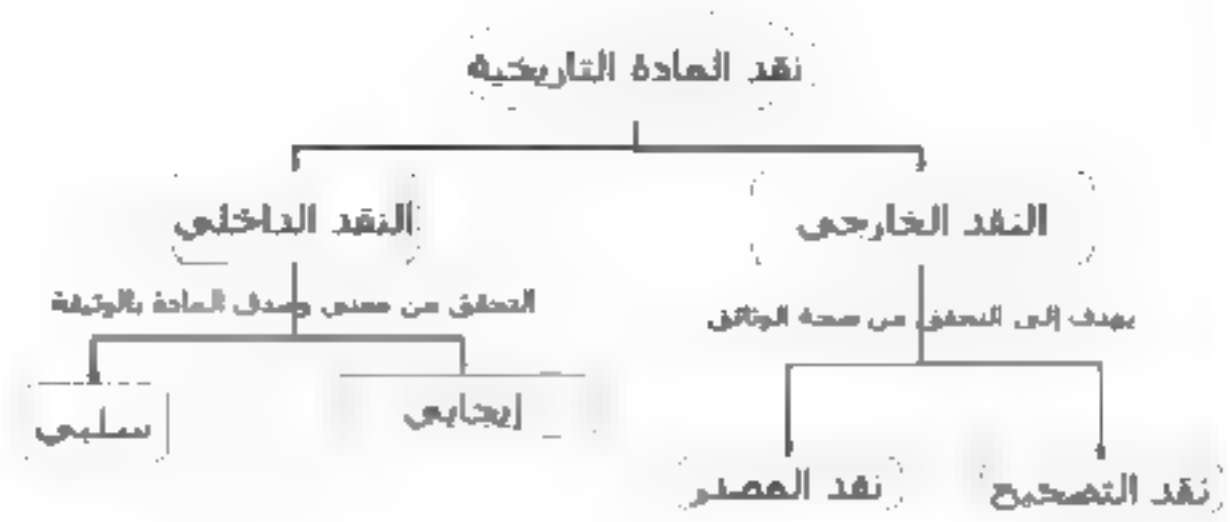 نقد المادة التاريخية
النقد الخارجي
النقد الداخلي
يهدف إلى التحقق من صحة الوثائق
التحقق من معنى وصدق المادة بالوثيقة
نقد التصحيح
نقد المصدر
إيجابي
سلبي